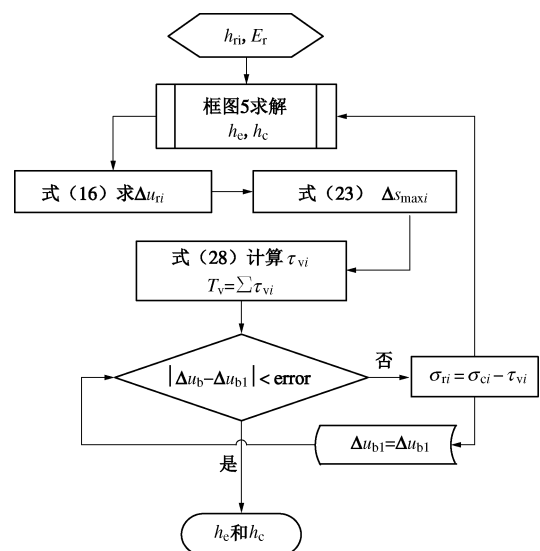 h_ri, E_r
框图5求解
h_e, h_c
式（16）求Δu_ri
式（23） Δs_maxi
式（28）计算 τ_vi
T_v=∑τ_vi
|Δu_b−Δu_b1|< error
否
σ_ri=σ_ci−τ_vi
Δu_b1=Δu_b1
是
h_e和h_c